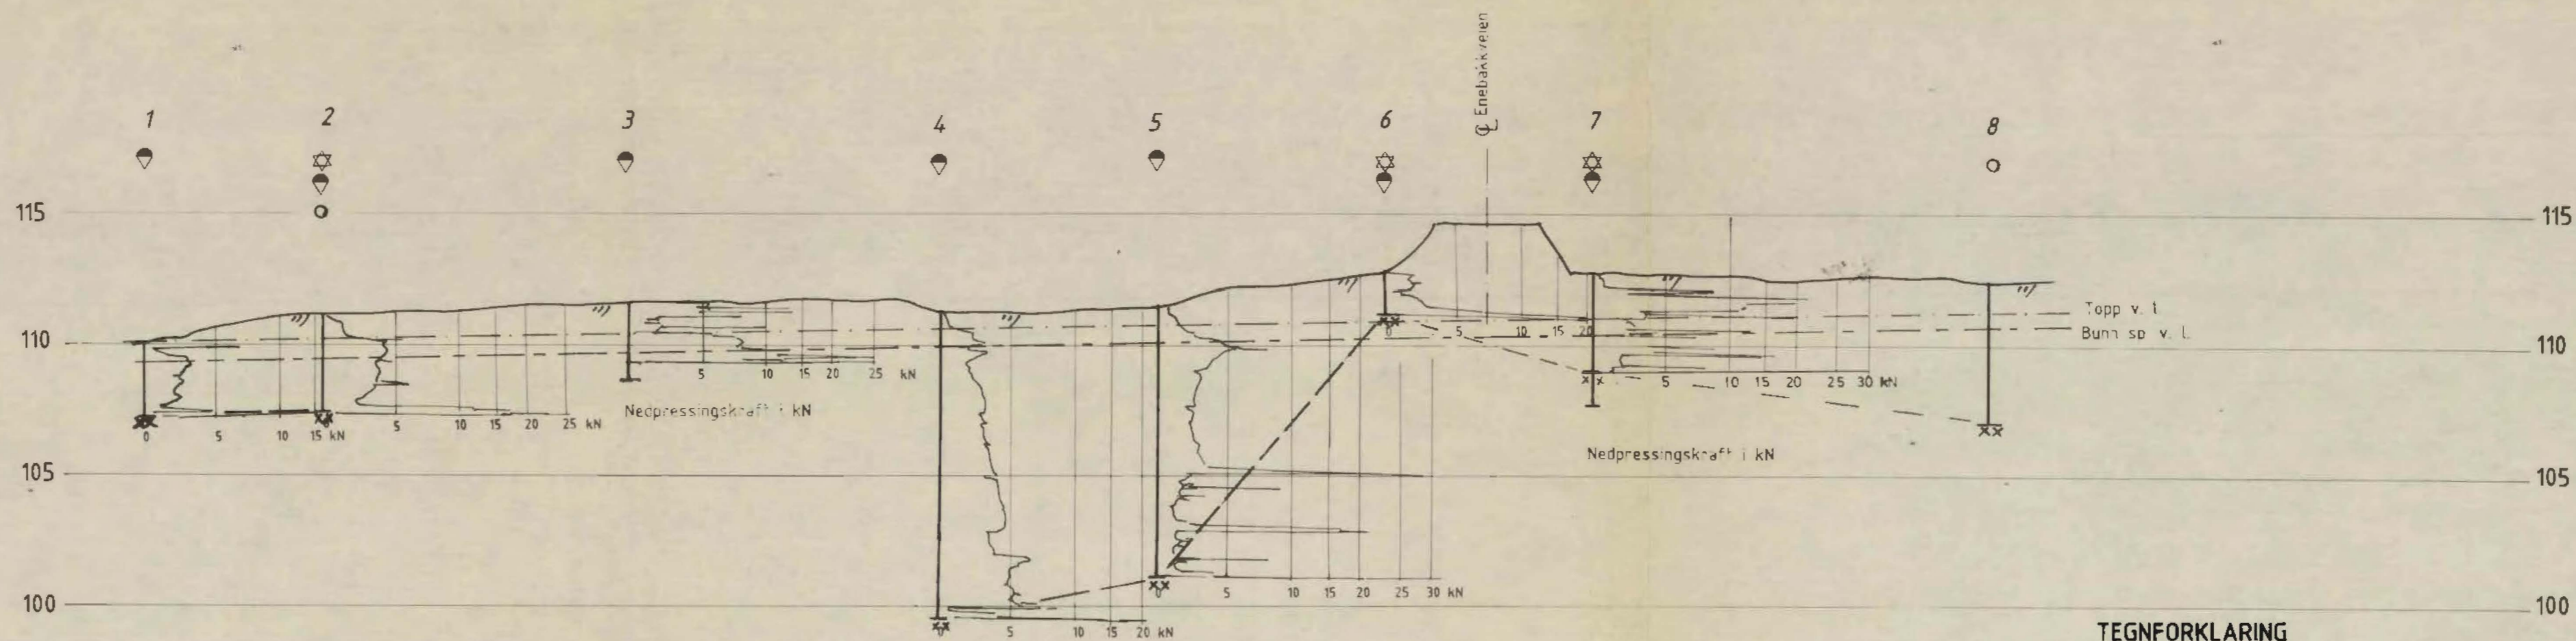 ℄ Enebakkveien
1 2 3 4 5 6 7 8
115 115
Topp v. l.
Bunn sp v. l.
110 110
5 10 15 20 25 kN
0 5 10 15 20
5 10 15 20 25 30 kN
Nedpressingskraft i kN
0 5 10 15 kN
5 10 15 20 25 kN
Nedpressingskraft i kN
105 105
0 5 10 15 20 25 30 kN
100 100
0 5 10 15 20 kN
TEGNFORKLARING